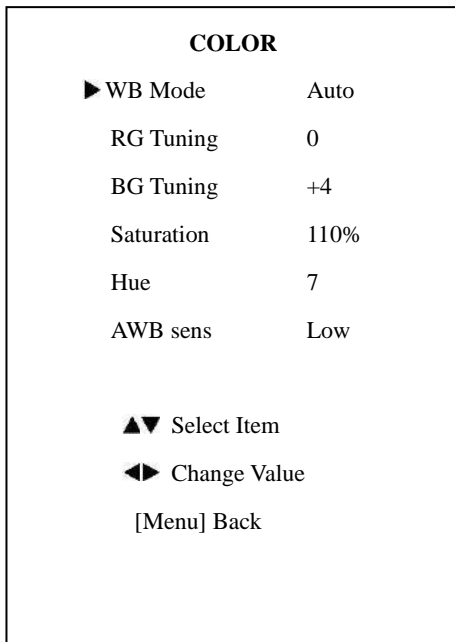 COLOR
▶ WB Mode Auto
RG Tuning 0
BG Tuning +4
Saturation 110%
Hue 7
AWB sens Low
▲▼ Select Item
◀▶ Change Value
[Menu] Back